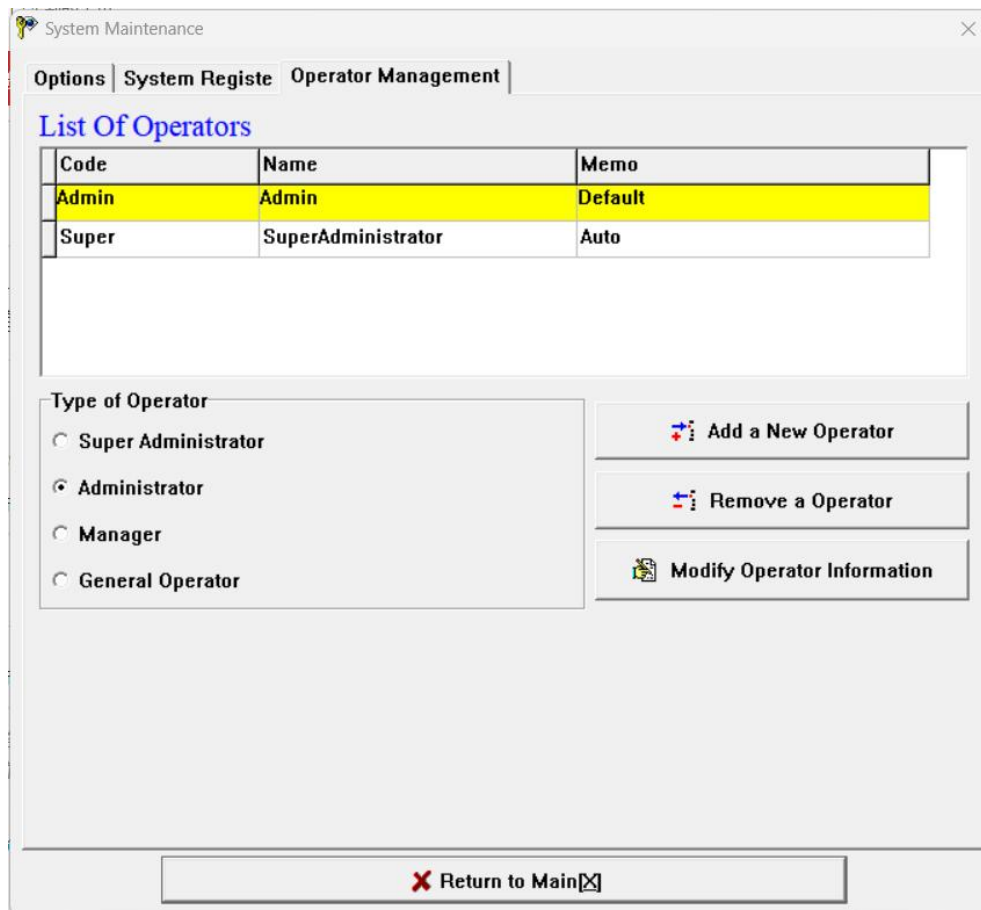 System Maintenance
Options System Registe Operator Management
List Of Operators
Code Name Memo
Admin Admin Default
Super SuperAdministrator Auto
Type of Operator
Super Administrator
Administrator
Manager
General Operator
Add a New Operator
Remove a Operator
Modify Operator Information
Return to Main[X]